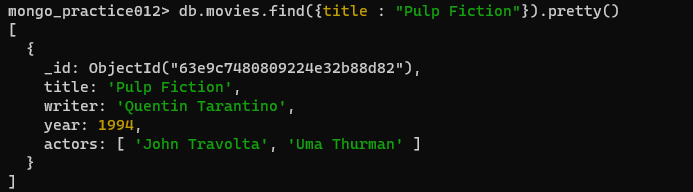 mongo_practice012> db.movies.find({title : "Pulp Fiction"}).pretty()
[
  {
    _id: ObjectId("63e9c7480809224e32b88d82"),
    title: 'Pulp Fiction',
    writer: 'Quentin Tarantino',
    year: 1994,
    actors: [ 'John Travolta', 'Uma Thurman' ]
  }
]